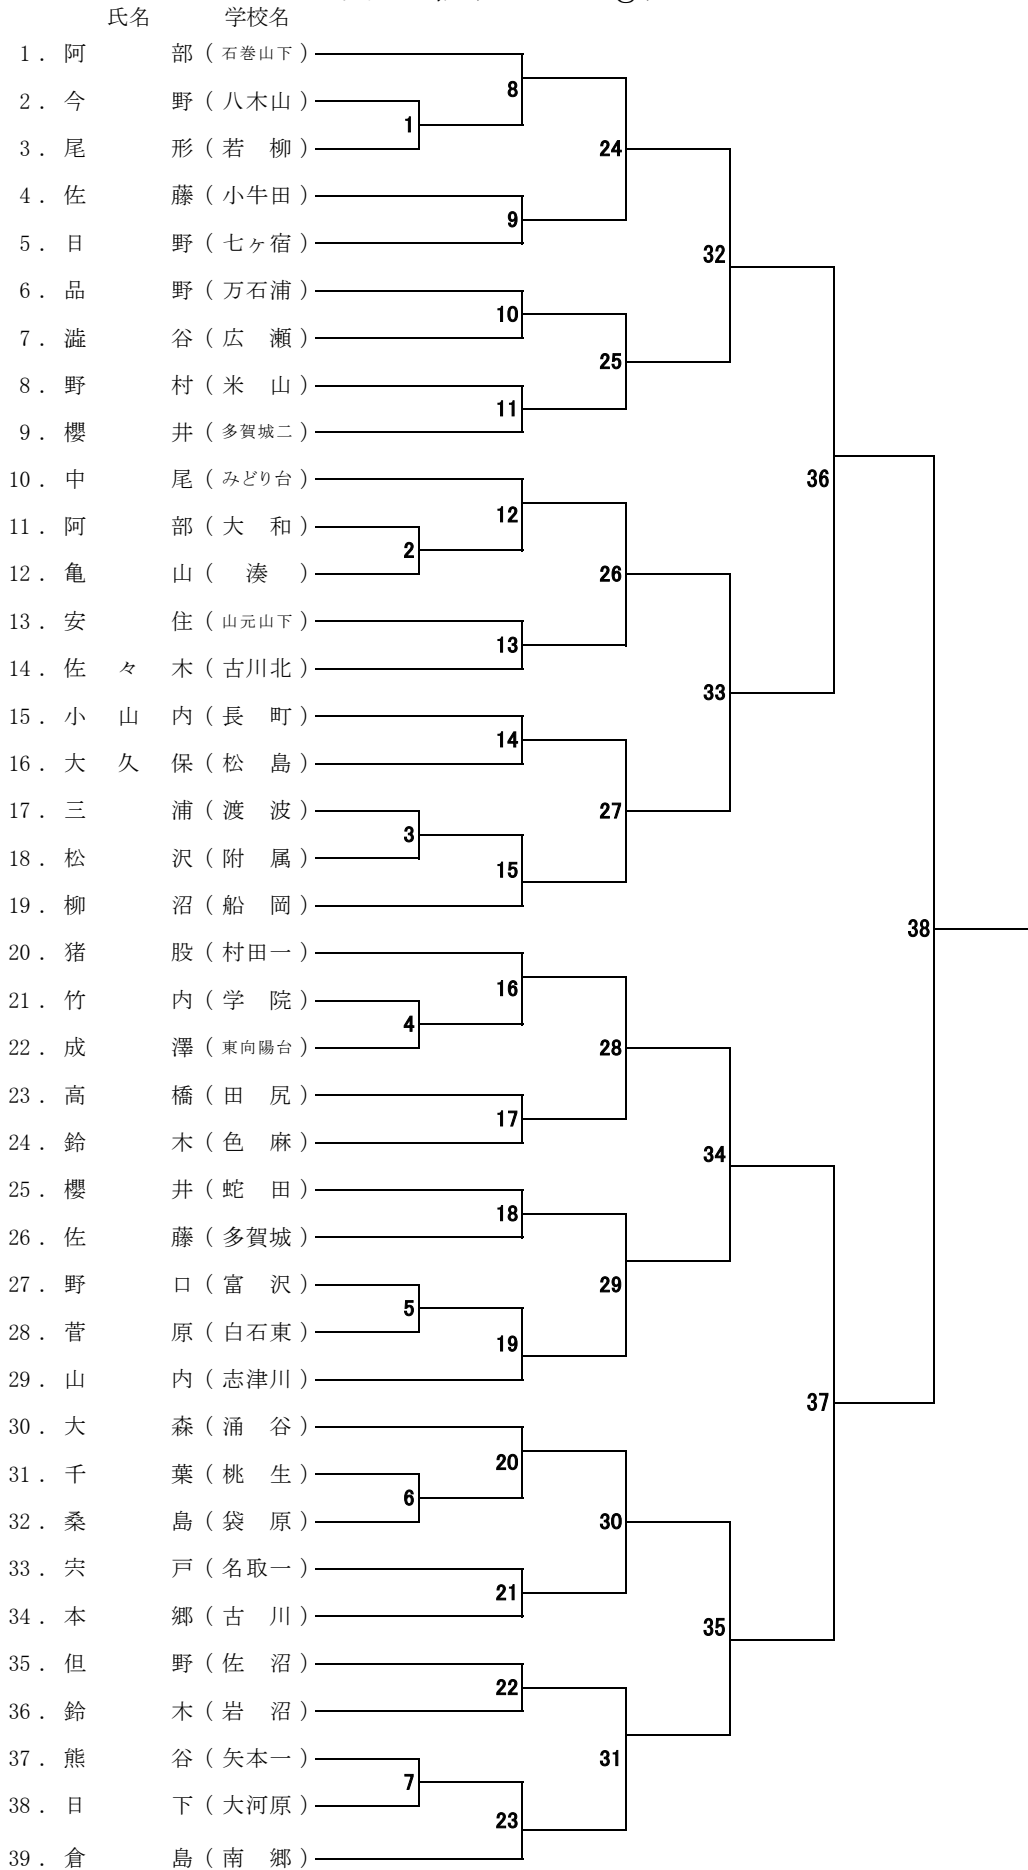 氏名 学校名
1. 阿部(石巻山下)
2. 今野(八木山)
8
1
3. 尾形(若柳)
24
4. 佐藤(小牛田)
9
5. 日野(七ヶ宿)
32
6. 品野(万石浦)
10
7. 澁谷(広瀬)
25
8. 野村(米山)
11
9. 櫻井(多賀城二)
10. 中尾(みどり台)
36
12
11. 阿部(大和)
2
12. 亀山(湊)
26
13. 安住(山元山下)
13
14. 佐々木(古川北)
33
15. 小山内(長町)
14
16. 大久保(松島)
17. 三浦(渡波)
27
3
18. 松沢(附属)
15
19. 柳沼(船岡)
38
20. 猪股(村田一)
16
21. 竹内(学院)
4
22. 成澤(東向陽台)
28
23. 高橋(田尻)
17
24. 鈴木(色麻)
34
25. 櫻井(蛇田)
18
26. 佐藤(多賀城)
27. 野口(富沢)
29
5
28. 菅原(白石東)
19
29. 山内(志津川)
37
30. 大森(涌谷)
20
31. 千葉(桃生)
6
32. 桑島(袋原)
30
33. 宍戸(名取一)
21
34. 本郷(古川)
35
35. 但野(佐沼)
22
36. 鈴木(岩沼)
37. 熊谷(矢本一)
31
7
38. 日下(大河原)
23
39. 倉島(南郷)